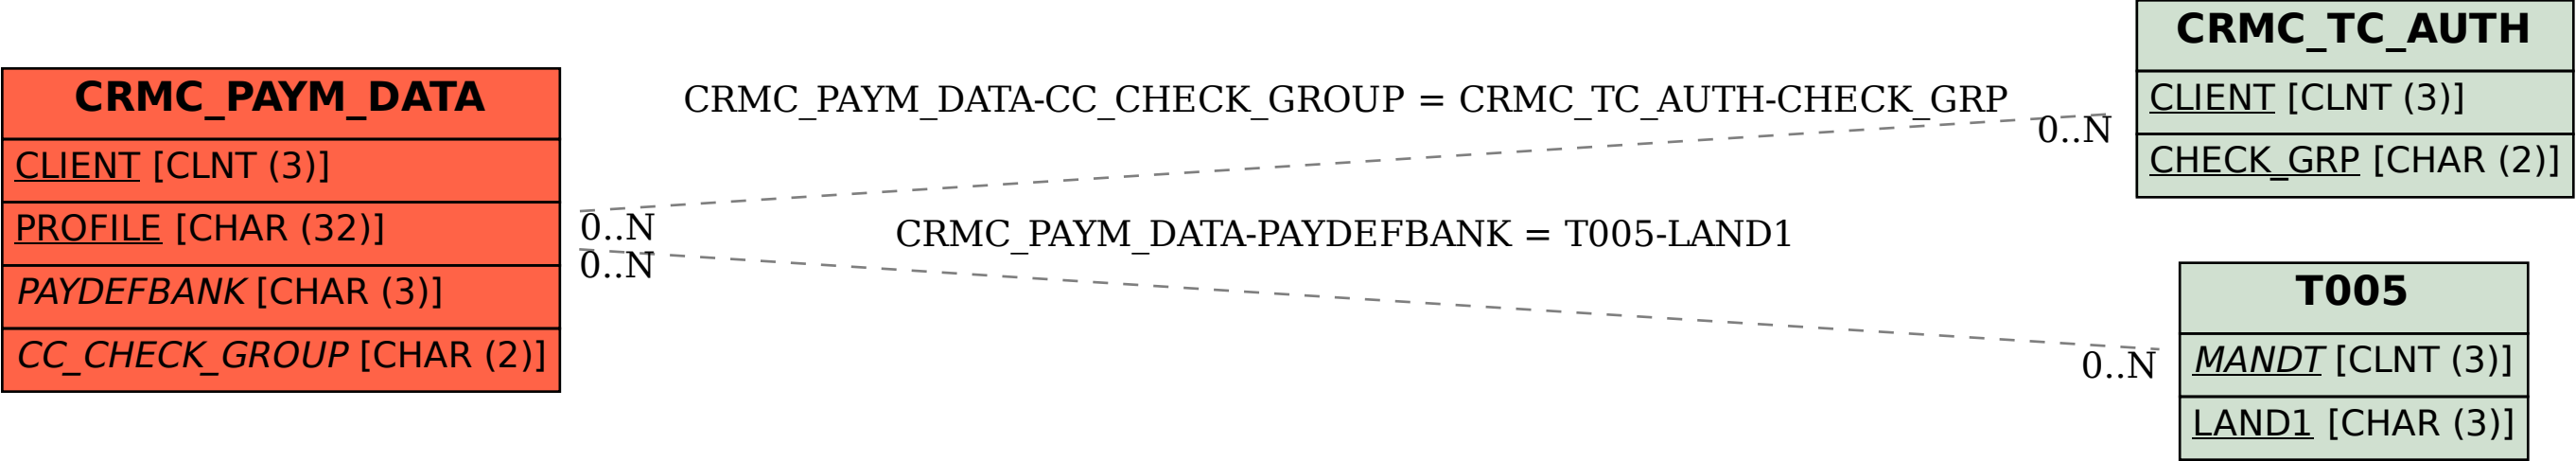 CRMC_PAYM_DATA
CLIENT [CLNT (3)]
PROFILE [CHAR (32)]
PAYDEFBANK [CHAR (3)]
CC_CHECK_GROUP [CHAR (2)]
CRMC_PAYM_DATA-CC_CHECK_GROUP = CRMC_TC_AUTH-CHECK_GRP
0..N
0..N
CRMC_PAYM_DATA-PAYDEFBANK = T005-LAND1
0..N
0..N
CRMC_TC_AUTH
CLIENT [CLNT (3)]
CHECK_GRP [CHAR (2)]
T005
MANDT [CLNT (3)]
LAND1 [CHAR (3)]